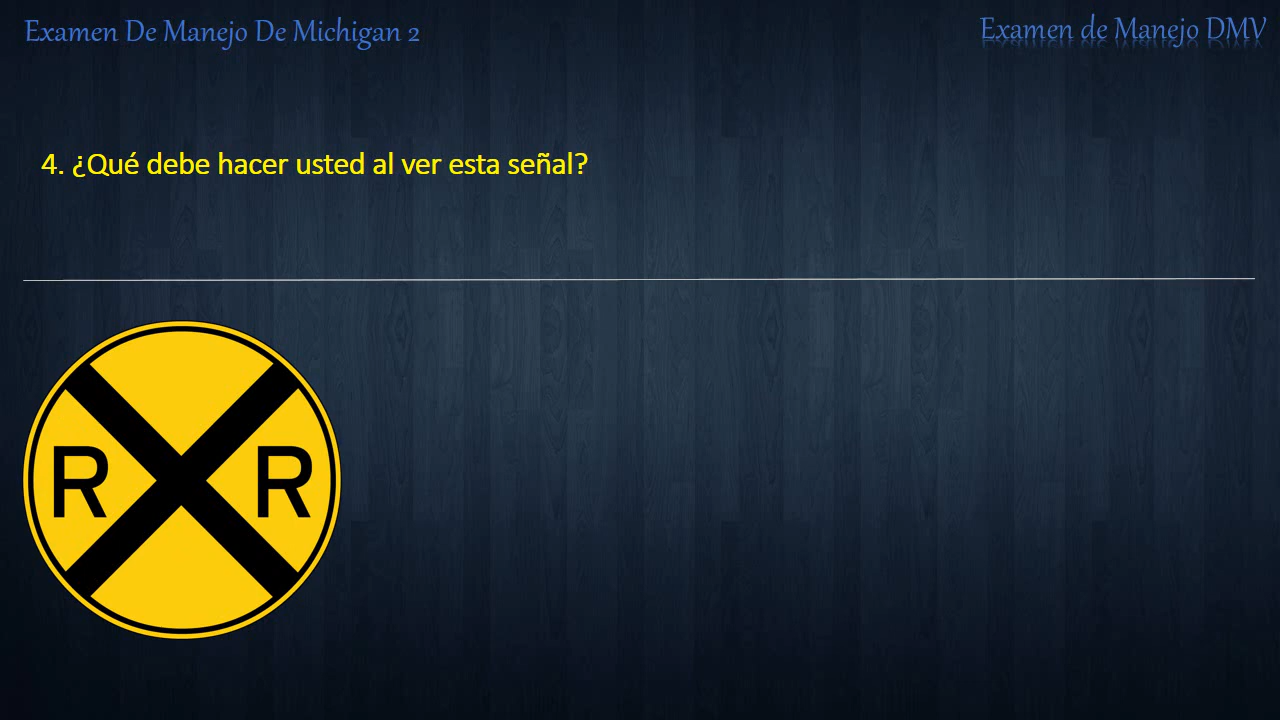 Examen De Manejo De Michigan 2
Examen de Manejo DMV
4. ¿Qué debe hacer usted al ver esta señal?
R R